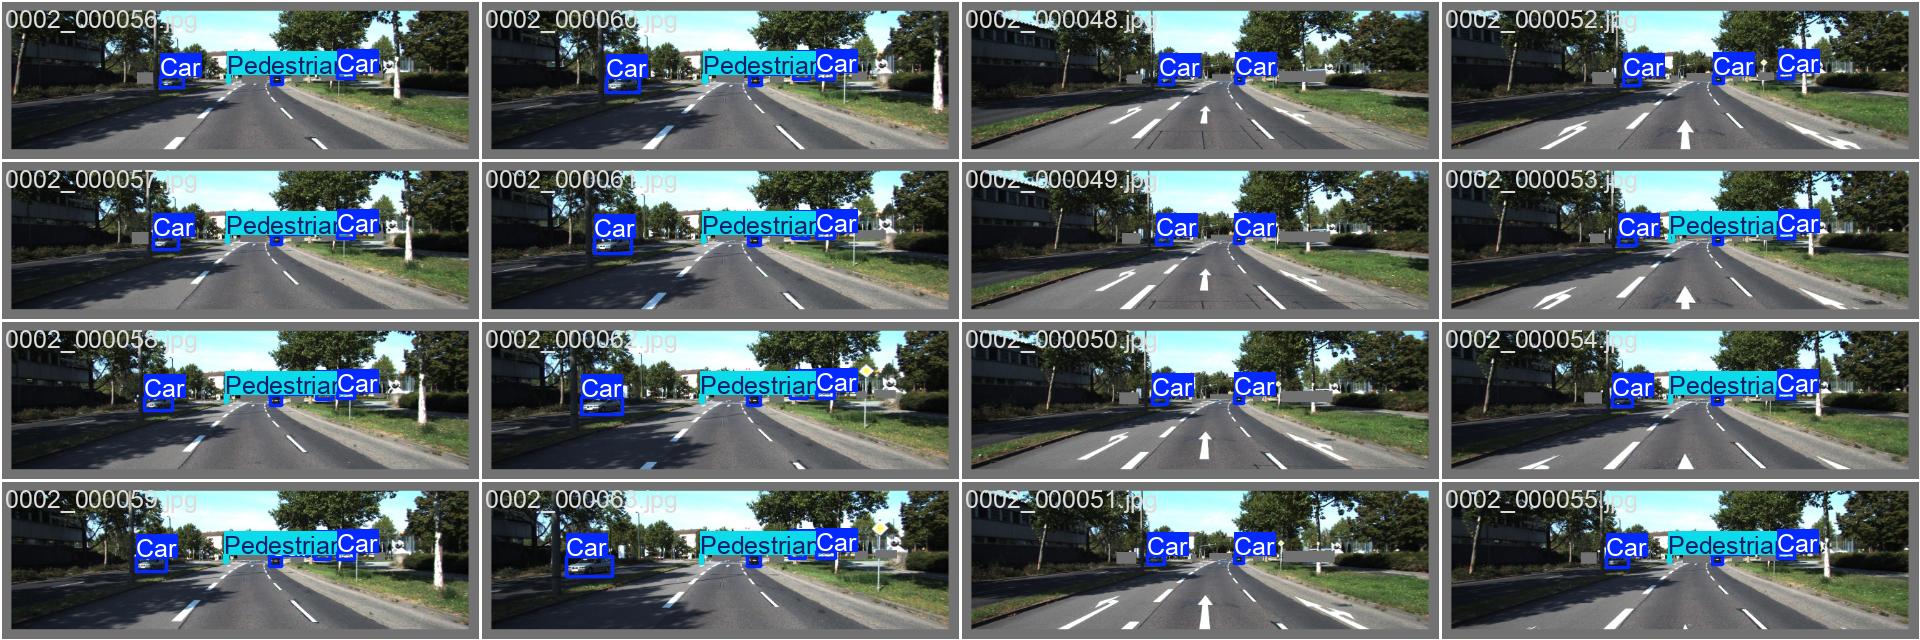 0002_000056.jpg
Car Pedestrian Car
0002_000060.jpg
Car Pedestrian Car
0002_000048.jpg
Car Car
0002_000052.jpg
Car Car Car
0002_000057.jpg
Car Pedestrian Car
0002_000061.jpg
Car Pedestrian Car
0002_000049.jpg
Car Car
0002_000053.jpg
Car Pedestria Car
0002_000058.jpg
Car Pedestrian Car
0002_000062.jpg
Car Pedestrian Car
0002_000050.jpg
Car Car
0002_000054.jpg
Car Pedestria Car
0002_000059.jpg
Car Pedestrian Car
0002_000063.jpg
Car Pedestrian Car
0002_000051.jpg
Car Car
0002_000055.jpg
Car Pedestria Car